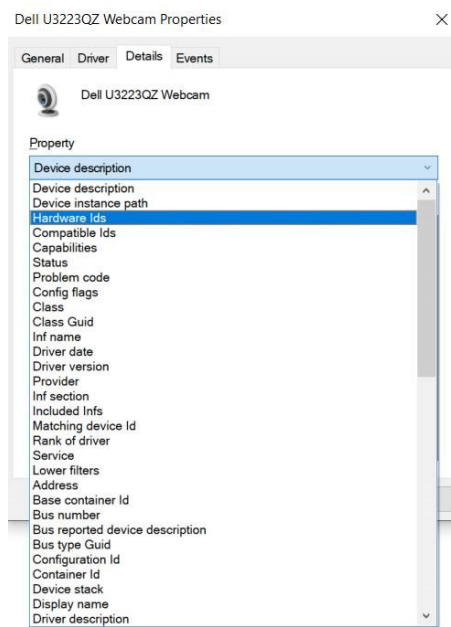 Dell U3223QZ Webcam Properties
General Driver Details Events
Dell U3223QZ Webcam
Property
Device description
Device description
Device instance path
Hardware Ids
Compatible Ids
Capabilities
Status
Problem code
Config flags
Class
Class Guid
Inf name
Driver date
Driver version
Provider
Inf section
Included Infs
Matching device Id
Rank of driver
Service
Lower filters
Address
Base container Id
Bus number
Bus reported device description
Bus type Guid
Configuration Id
Container Id
Device stack
Display name
Driver description